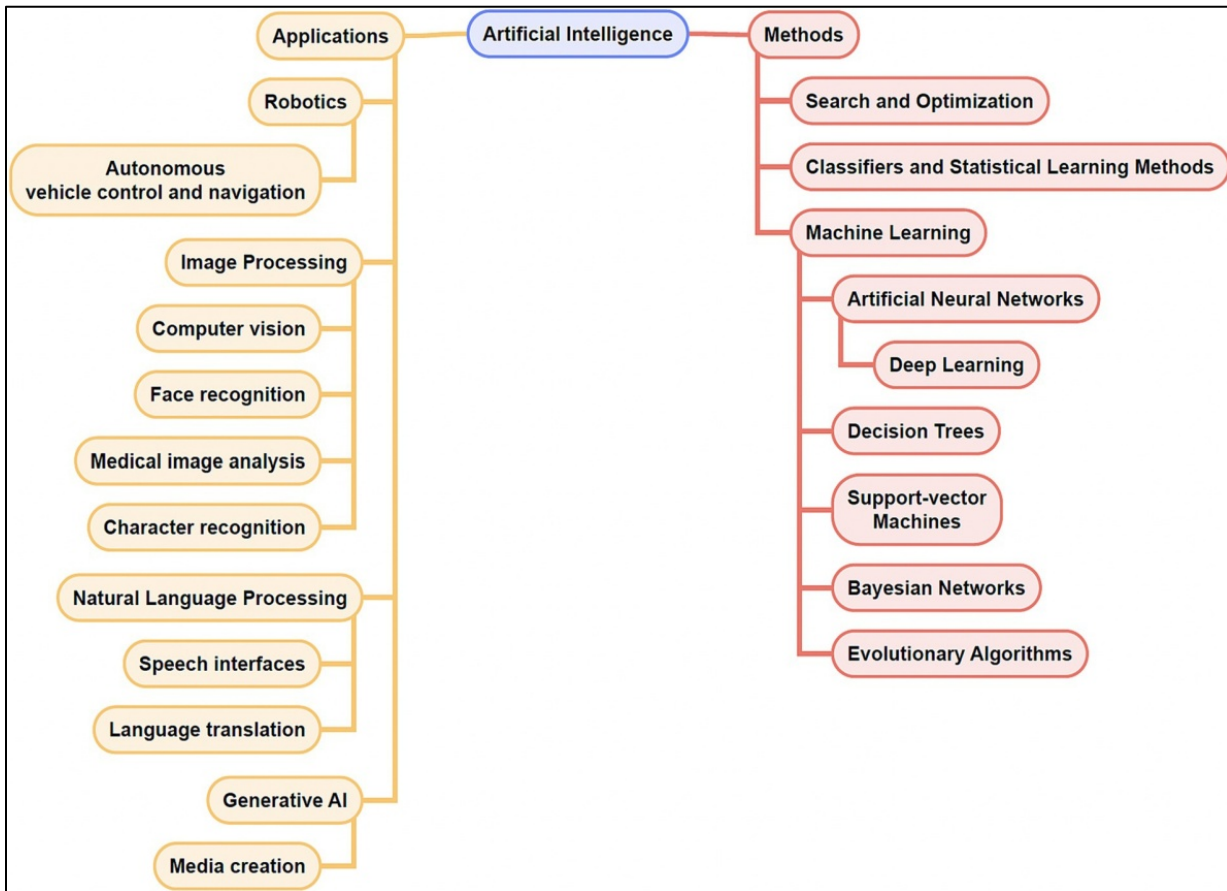 Artificial Intelligence
Applications
Robotics
Autonomous
vehicle control and navigation
Image Processing
Computer vision
Face recognition
Medical image analysis
Character recognition
Natural Language Processing
Speech interfaces
Language translation
Generative AI
Media creation
Methods
Search and Optimization
Classifiers and Statistical Learning Methods
Machine Learning
Artificial Neural Networks
Deep Learning
Decision Trees
Support-vector
Machines
Bayesian Networks
Evolutionary Algorithms